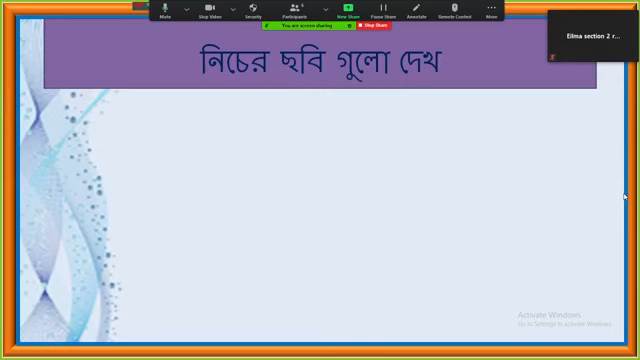 Mute
Stop Video
Security
Participants
5
New Share
Pause Share
Annotate
Remote Control
More
You are screen sharing
Stop Share
Eilma section 2 r...
নিচের ছবি গুলো দেখ
Activate Windows
Go to Settings to activate Windows.